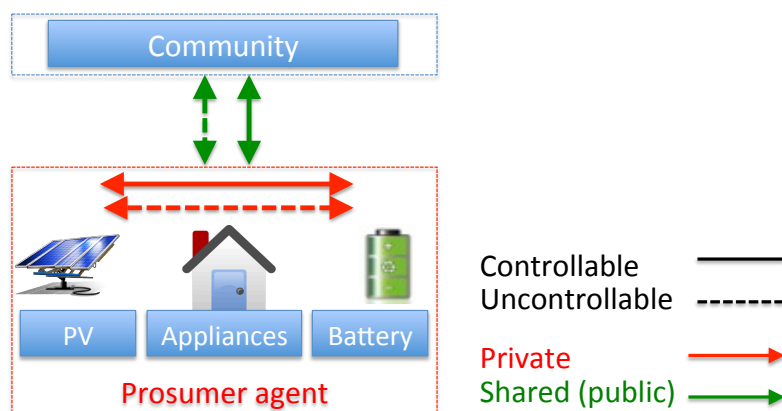 Community
PV
Appliances
Battery
Prosumer agent
Controllable
Uncontrollable
Private
Shared (public)